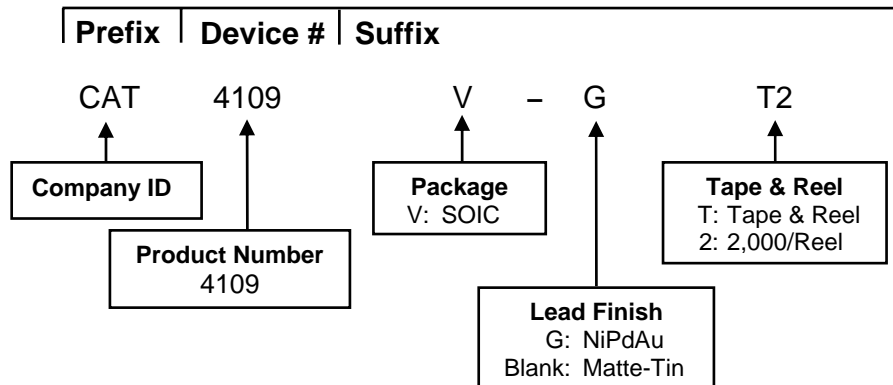 Prefix Device # Suffix
CAT 4109 V – G T2
Company ID
Package
V: SOIC
Tape & Reel
T: Tape & Reel
2: 2,000/Reel
Product Number
4109
Lead Finish
G: NiPdAu
Blank: Matte-Tin